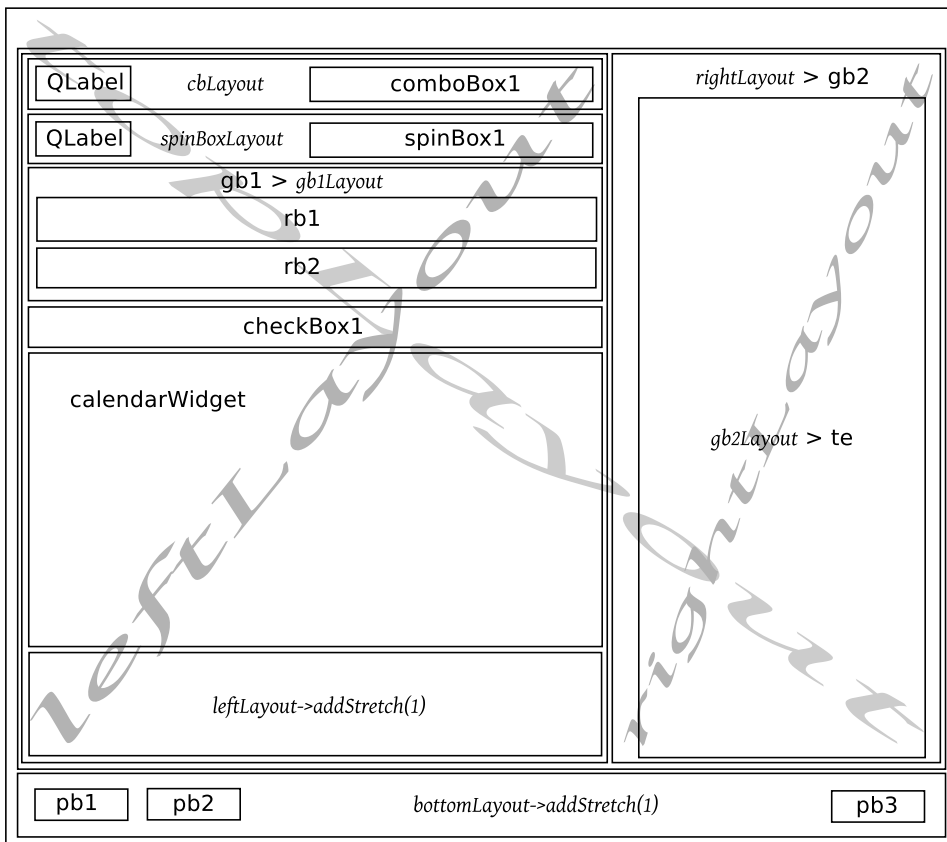 QLabel cbLayout comboBox1
QLabel spinBoxLayout spinBox1
gb1 > gb1Layout
rb1
rb2
checkBox1
calendarWidget
leftLayout->addStretch(1)
rightLayout > gb2
gb2Layout > te
pb1 pb2 bottomLayout->addStretch(1) pb3
topLayout
leftLayout
rightLayout